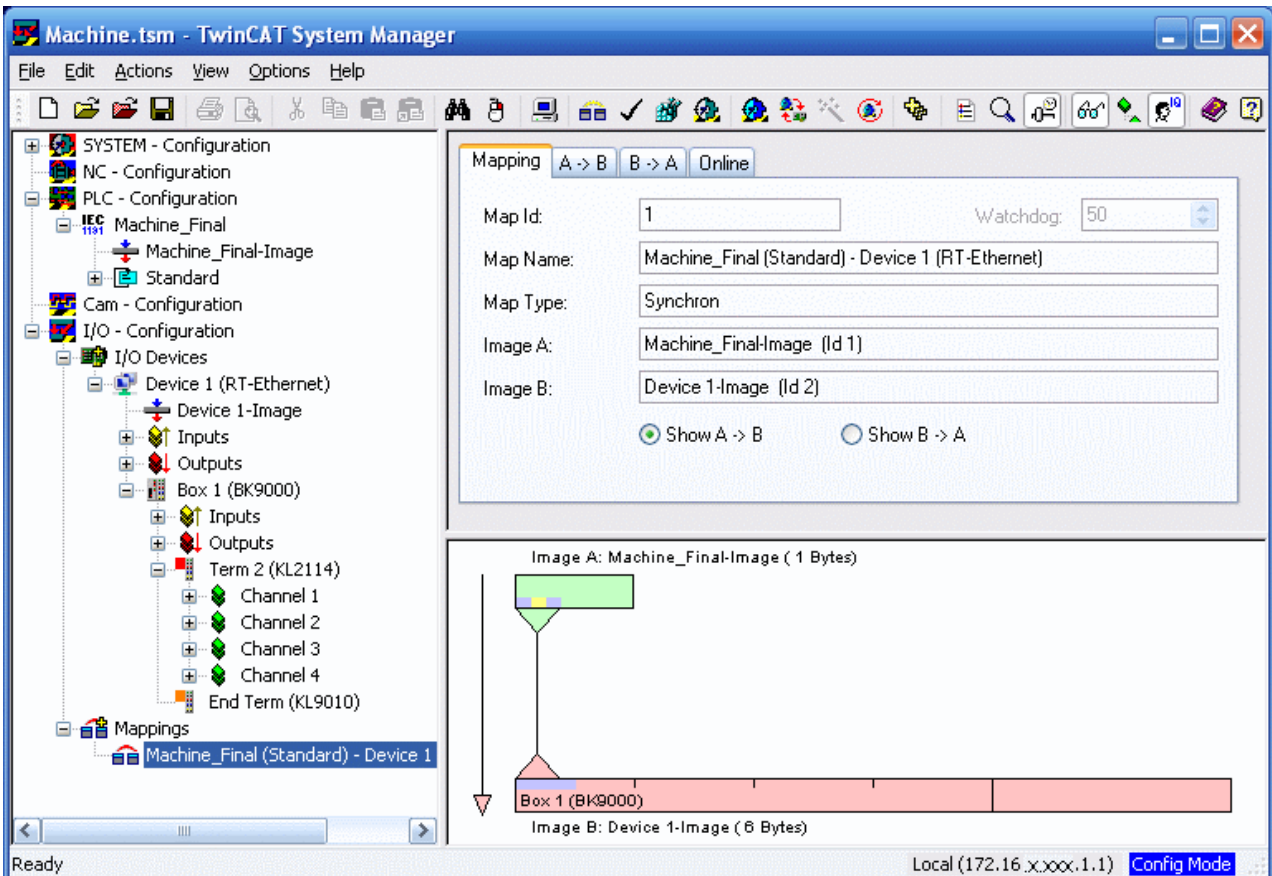 Machine.tsm - TwinCAT System Manager
File Edit Actions View Options Help
SYSTEM - Configuration
NC - Configuration
PLC - Configuration
IEC 1131 Machine_Final
Machine_Final-Image
Standard
Cam - Configuration
I/O - Configuration
I/O Devices
Device 1 (RT-Ethernet)
Device 1-Image
Inputs
Outputs
Box 1 (BK9000)
Inputs
Outputs
Term 2 (KL2114)
Channel 1
Channel 2
Channel 3
Channel 4
End Term (KL9010)
Mappings
Machine_Final (Standard) - Device 1
Mapping A -> B B -> A Online
Map Id: 1 Watchdog: 50
Map Name: Machine_Final (Standard) - Device 1 (RT-Ethernet)
Map Type: Synchron
Image A: Machine_Final-Image (Id 1)
Image B: Device 1-Image (Id 2)
Show A -> B Show B -> A
Image A: Machine_Final-Image ( 1 Bytes)
Box 1 (BK9000)
Image B: Device 1-Image ( 6 Bytes)
Ready Local (172.16.x.xxx.1.1) Config Mode